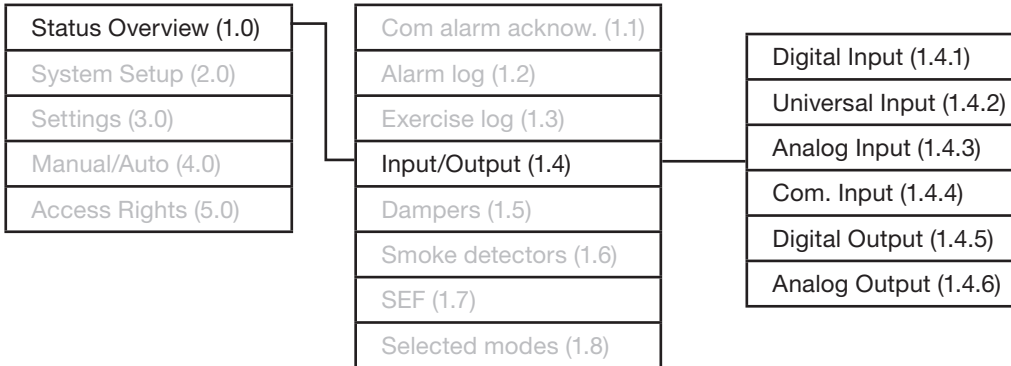 Status Overview (1.0)
System Setup (2.0)
Settings (3.0)
Manual/Auto (4.0)
Access Rights (5.0)
Com alarm acknow. (1.1)
Alarm log (1.2)
Exercise log (1.3)
Input/Output (1.4)
Dampers (1.5)
Smoke detectors (1.6)
SEF (1.7)
Selected modes (1.8)
Digital Input (1.4.1)
Universal Input (1.4.2)
Analog Input (1.4.3)
Com. Input (1.4.4)
Digital Output (1.4.5)
Analog Output (1.4.6)